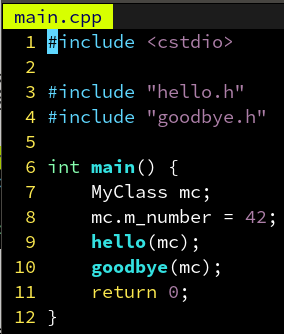 main.cpp
1 #include <cstdio>
2
3 #include "hello.h"
4 #include "goodbye.h"
5
6 int main() {
7     MyClass mc;
8     mc.m_number = 42;
9     hello(mc);
10     goodbye(mc);
11     return 0;
12 }